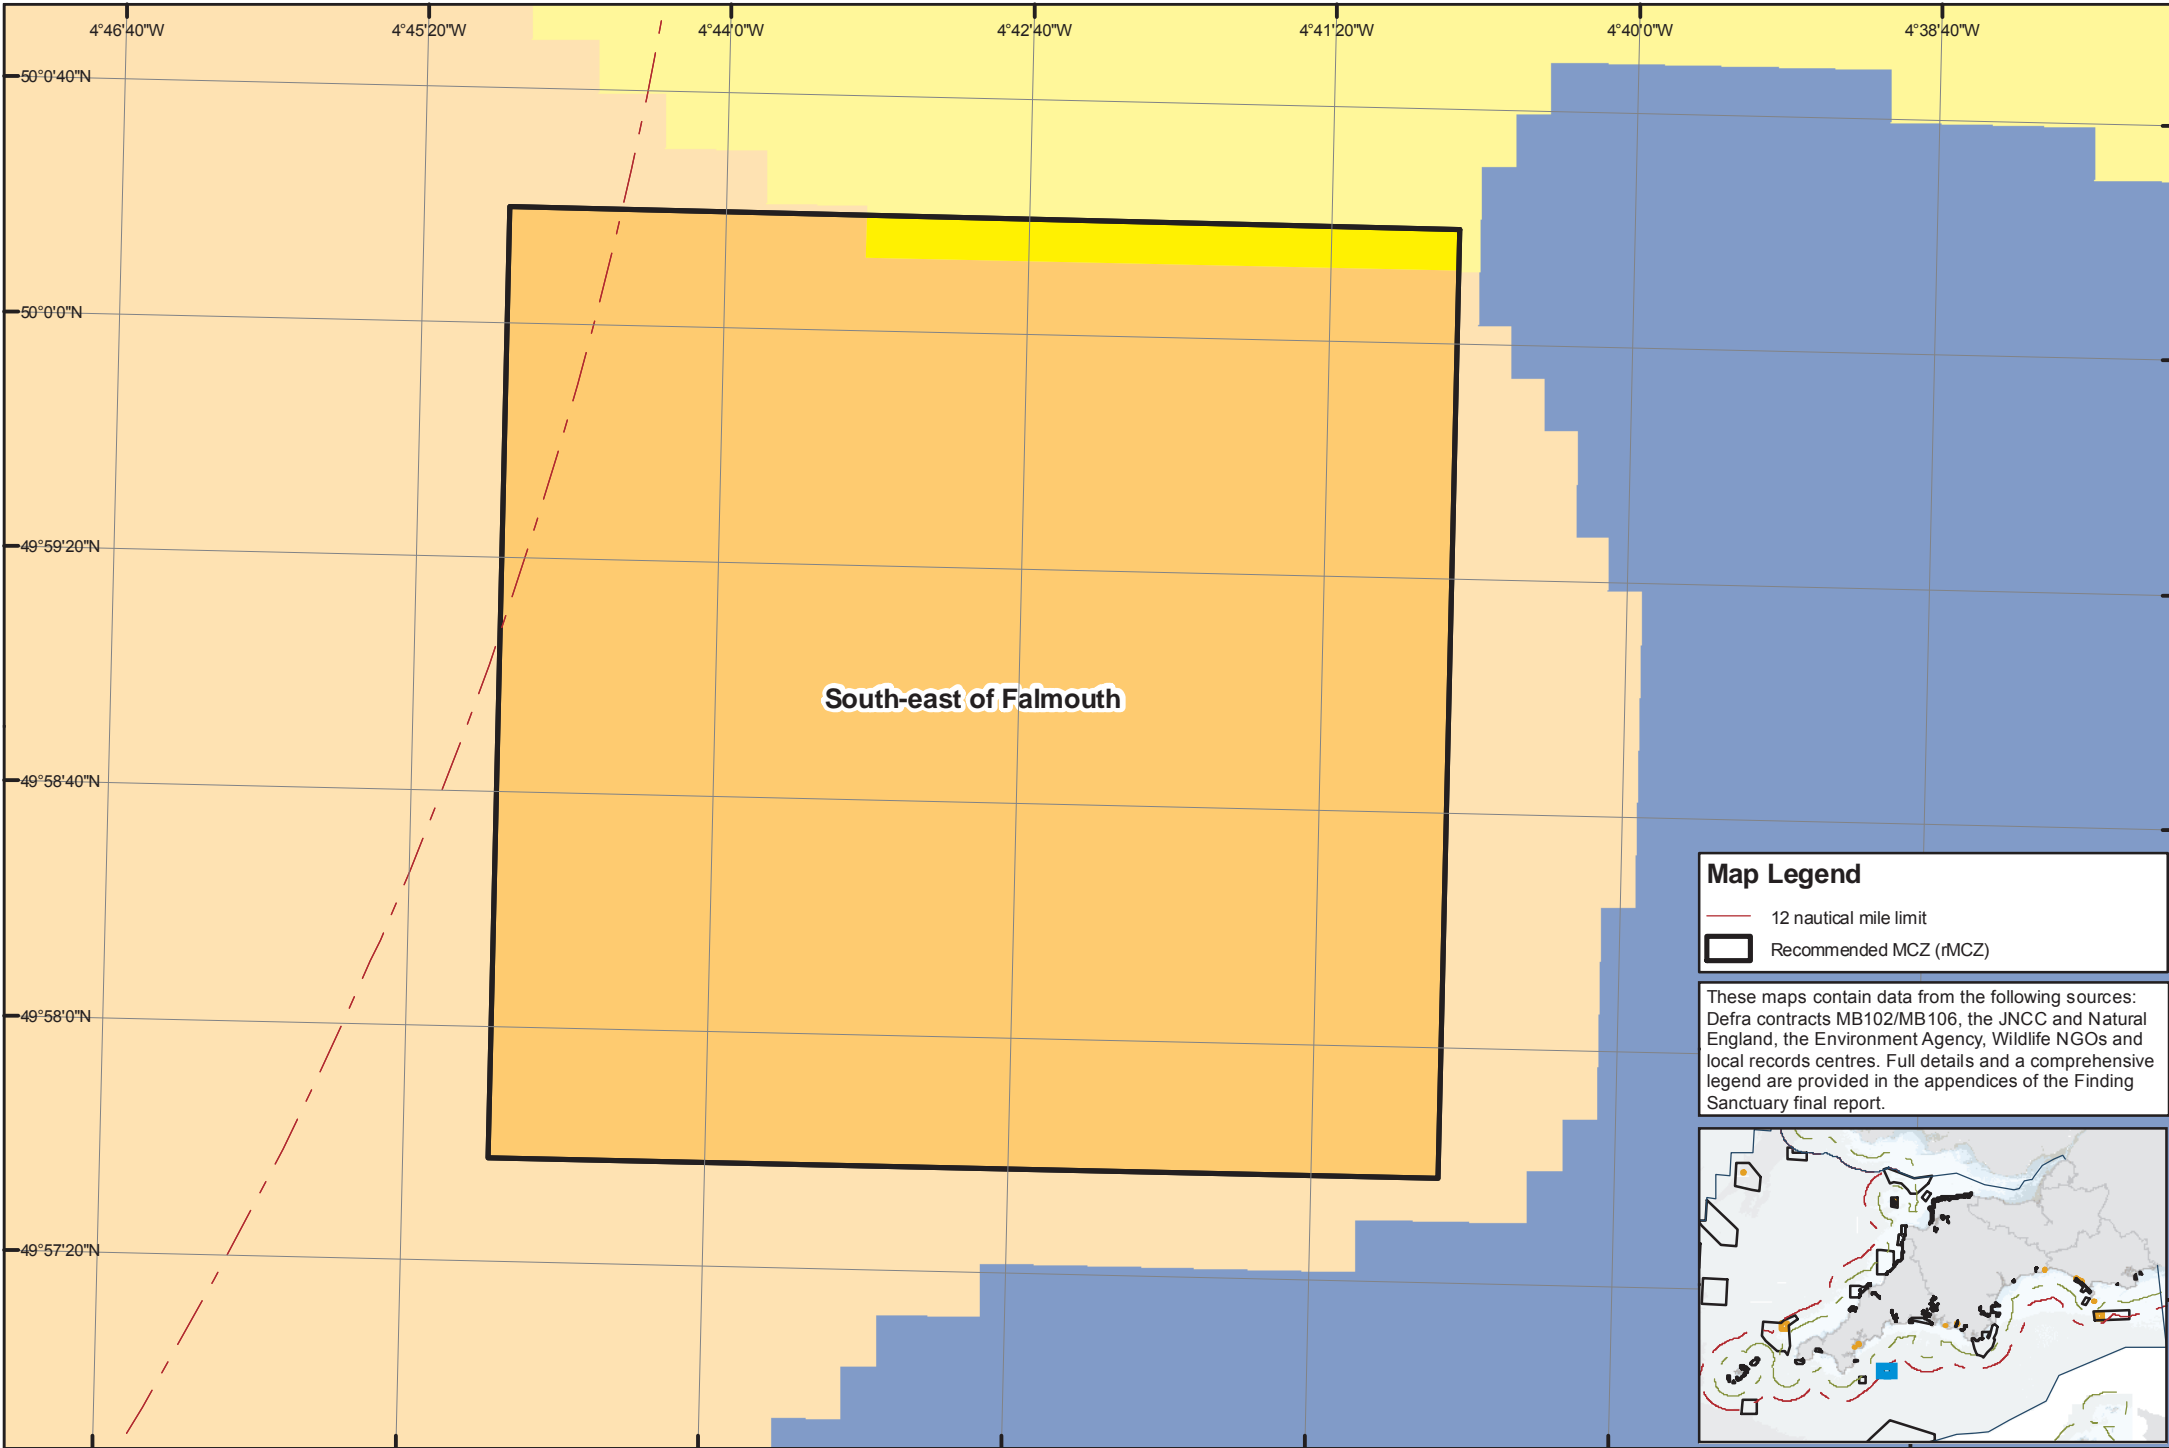 4°46'40"W 4°45'20"W 4°44'0"W 4°42'40"W 4°41'20"W 4°40'0"W 4°38'40"W
50°0'40"N
50°0'0"N
49°59'20"N
49°58'40"N
49°58'0"N
49°57'20"N
South-east of Falmouth
Map Legend
12 nautical mile limit
Recommended MCZ (rMCZ)
These maps contain data from the following sources:
Defra contracts MB102/MB106, the JNCC and Natural
England, the Environment Agency, Wildlife NGOs and
local records centres. Full details and a comprehensive
legend are provided in the appendices of the Finding
Sanctuary final report.